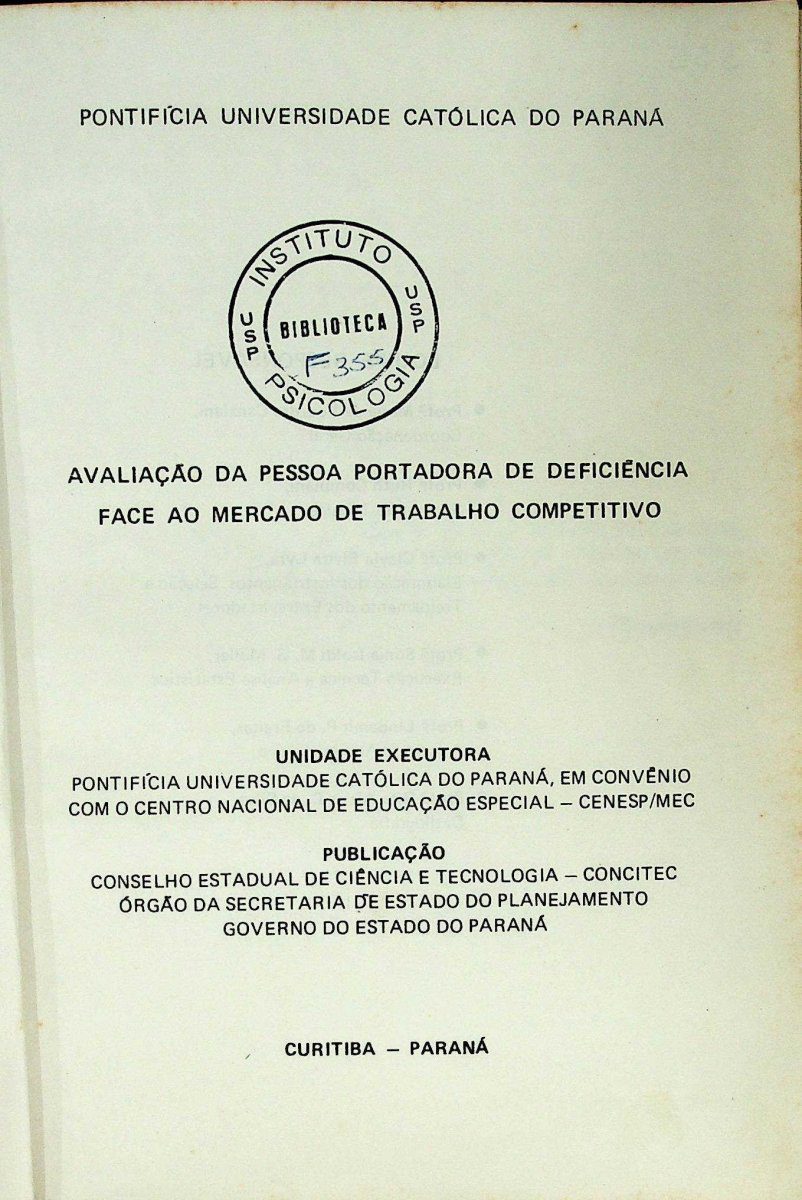 PONTIFÍCIA UNIVERSIDADE CATÓLICA DO PARANÁ
INSTITUTO
USP
BIBLIOTECA
USP
F355
PSICOLOGIA
AVALIAÇÃO DA PESSOA PORTADORA DE DEFICIÊNCIA
FACE AO MERCADO DE TRABALHO COMPETITIVO
UNIDADE EXECUTORA
PONTIFÍCIA UNIVERSIDADE CATÓLICA DO PARANÁ, EM CONVÊNIO
COM O CENTRO NACIONAL DE EDUCAÇÃO ESPECIAL – CENESP/MEC
PUBLICAÇÃO
CONSELHO ESTADUAL DE CIÊNCIA E TECNOLOGIA – CONCITEC
ÓRGÃO DA SECRETARIA DE ESTADO DO PLANEJAMENTO
GOVERNO DO ESTADO DO PARANÁ
CURITIBA – PARANÁ